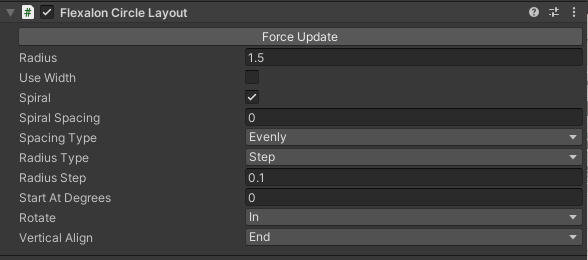 Flexalon Circle Layout
Force Update
Radius 1.5
Use Width
Spiral
Spiral Spacing 0
Spacing Type Evenly
Radius Type Step
Radius Step 0.1
Start At Degrees 0
Rotate In
Vertical Align End